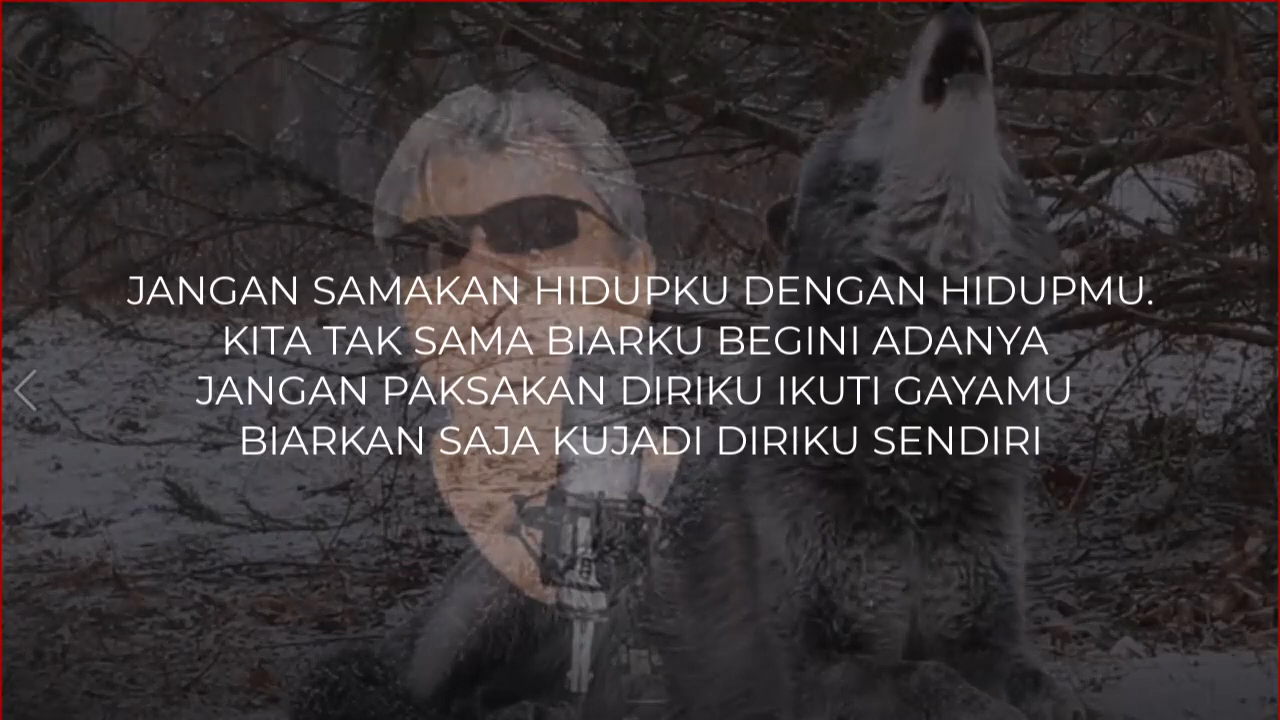 JANGAN SAMAKAN HIDUPKU DENGAN HIDUPMU.
KITA TAK SAMA BIARKU BEGINI ADANYA
JANGAN PAKSAKAN DIRIKU IKUTI GAYAMU
BIARKAN SAJA KUJADI DIRIKU SENDIRI